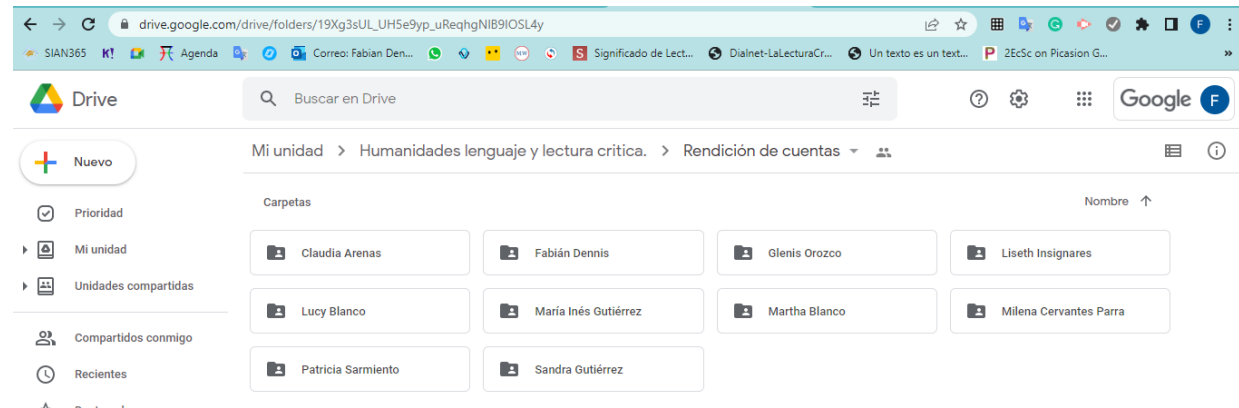 drive.google.com/drive/folders/19Xg3sUL_UH5e9yp_uReqhgNIB9IOSL4y
SIAN365 K! Agenda Correo: Fabian Den... MW S Significado de Lect... Dialnet-LaLecturaCr... Un texto es un text... P 2EcSc on Picasion G... »
Drive Buscar en Drive Google F
Nuevo Mi unidad > Humanidades lenguaje y lectura critica. > Rendición de cuentas
Carpetas Nombre
Prioridad
Mi unidad Claudia Arenas Fabián Dennis Glenis Orozco Liseth Insignares
Unidades compartidas
Lucy Blanco María Inés Gutiérrez Martha Blanco Milena Cervantes Parra
Compartidos conmigo
Recientes Patricia Sarmiento Sandra Gutiérrez